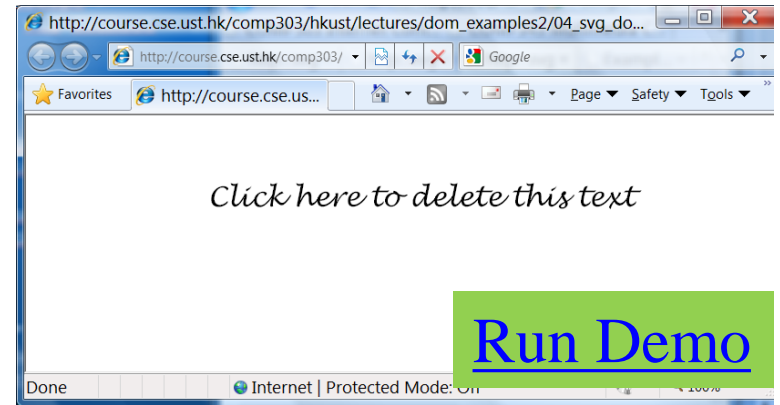 http://course.cse.ust.hk/comp303/hkust/lectures/dom_examples2/04_svg_do...
http://course.cse.ust.hk/comp303/ Google
Favorites http://course.cse.us... Page Safety Tools »
Click here to delete this text
Run Demo
Done Internet | Protected Mode: On 100%